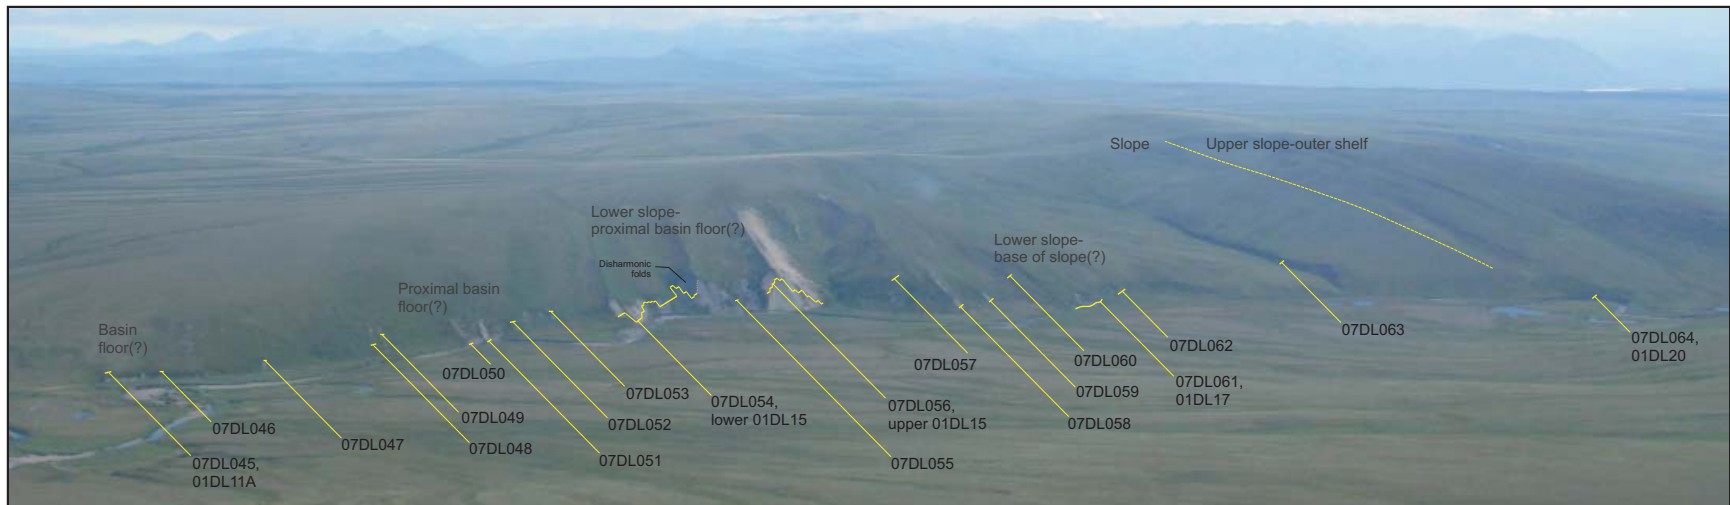 Slope
Upper slope-outer shelf
Lower slope-
proximal basin floor(?)
Lower slope-
base of slope(?)
Disharmonic
folds
Proximal basin
floor(?)
Basin
floor(?)
07DL045,
01DL11A
07DL046
07DL047
07DL048
07DL049
07DL050
07DL051
07DL052
07DL053
07DL054,
lower 01DL15
07DL055
07DL056,
upper 01DL15
07DL057
07DL058
07DL059
07DL060
07DL061,
01DL17
07DL062
07DL063
07DL064,
01DL20